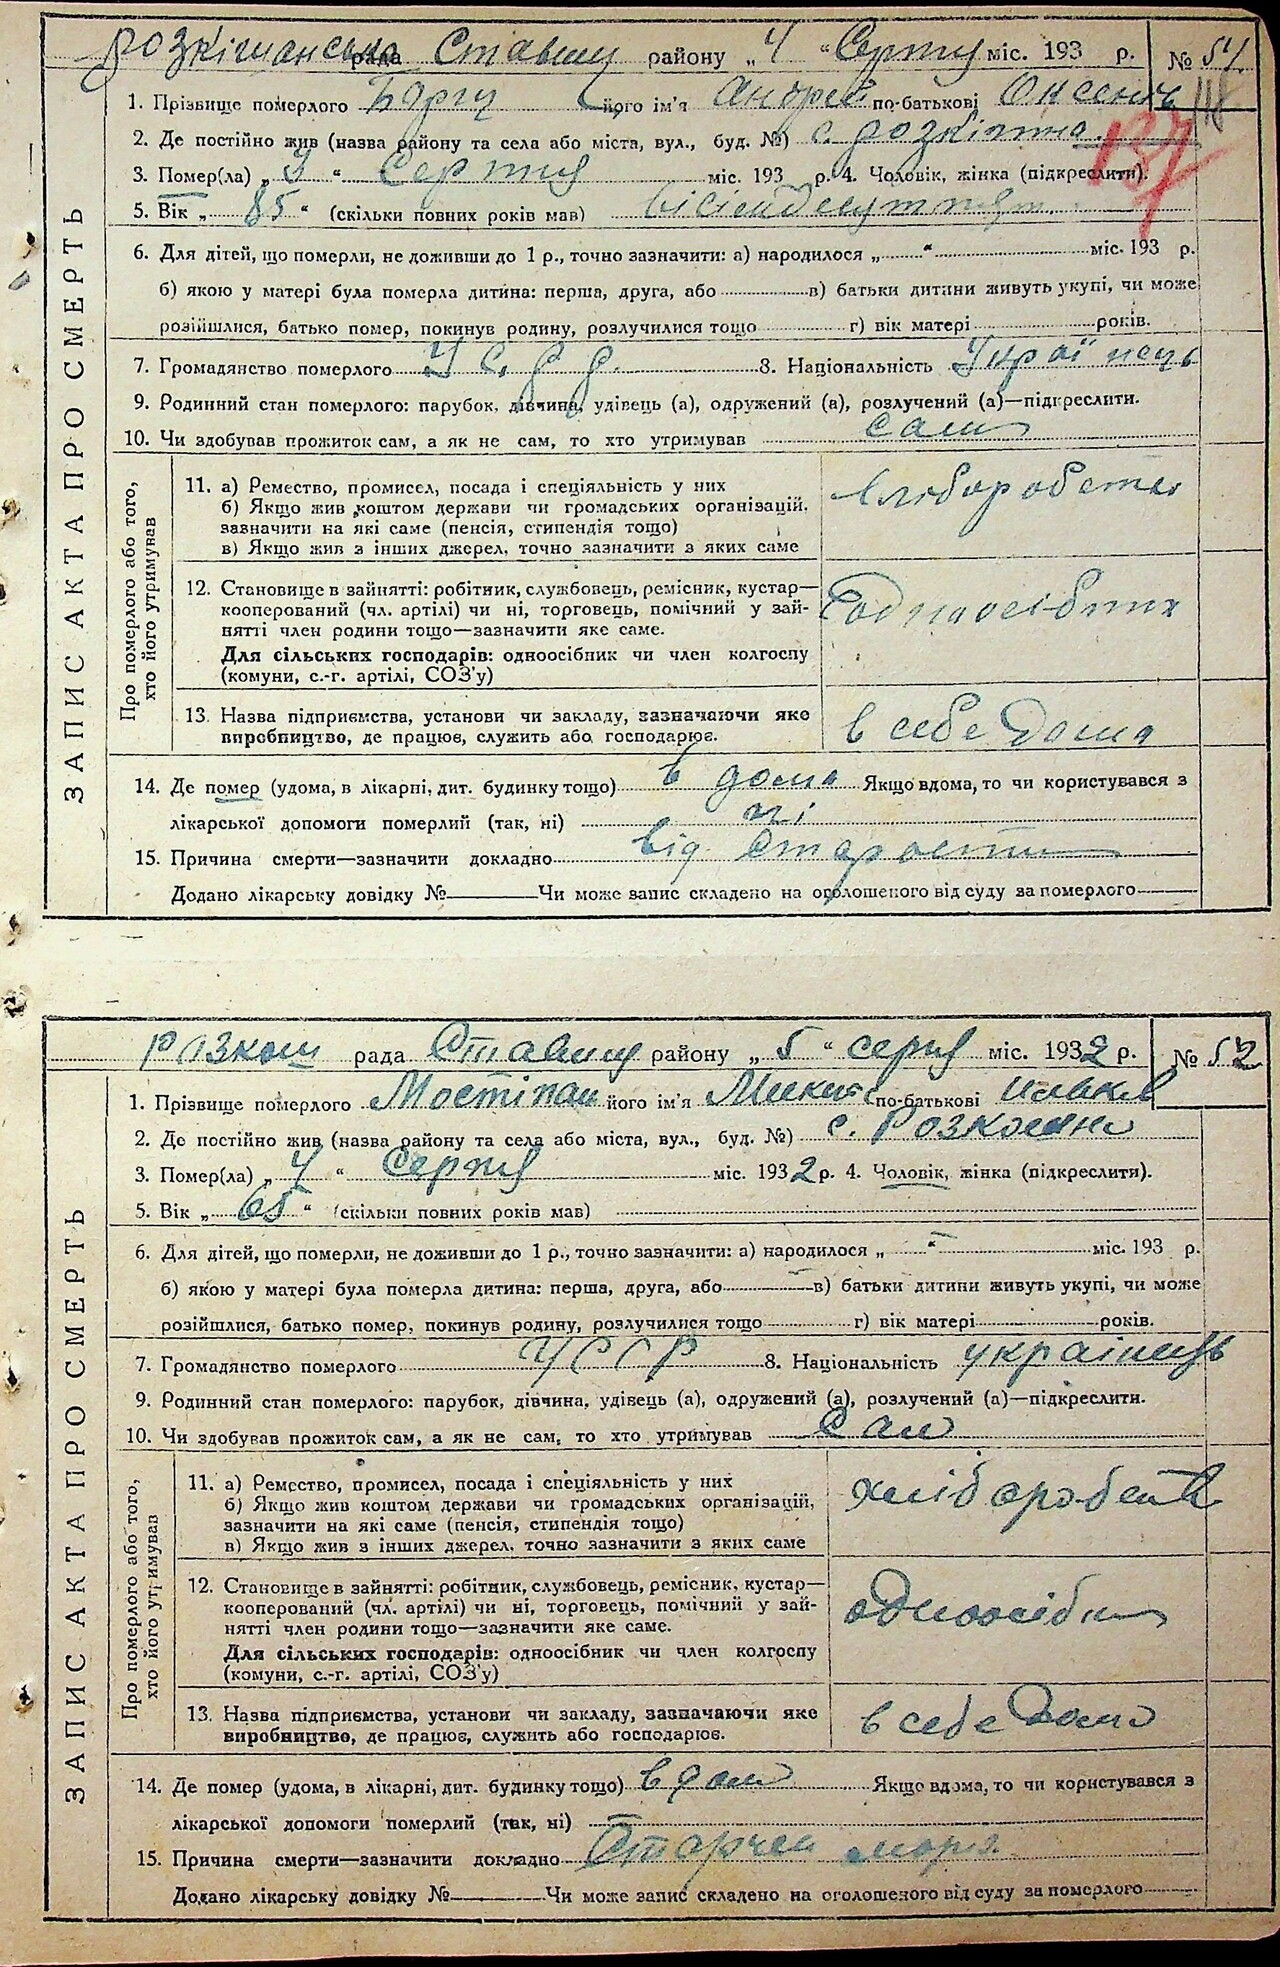 розкішанська рада Ставищ району „ 4 “ Серпня міс. 193 р. № 51
118
137
1. Прізвище померлого його ім'я Андрей по-батькові Оксент
2. Де постійно жив (назва району та села або міста, вул., буд. №) с. розкішна.
3. Помер(ла) „ 3 “ Серпня міс. 193 р. 4. Чоловік, жінка (підкреслити).
5. Вік „ 85 “ (скільки повних років мав) вісімдесят пят.
6. Для дітей, що померли, не доживши до 1 р., точно зазначити: а) народилося „ “ міс. 193 р.
б) якою у матері була померла дитина: перша, друга, або в) батьки дитини живуть укупі, чи може
розійшлися, батько помер, покинув родину, розлучилися тощо г) вік матері років.
7. Громадянство померлого У С. р р. 8. Національність Украї нець
9. Родинний стан померлого: парубок, дівчина, удівець (а), одружений (а), розлучений (а)—підкреслити.
10. Чи здобував прожиток сам, а як не сам, то хто утримував сам
ЗАПИС АКТА ПРО СМЕРТЬ
Про померлого або того, хто його утримував
11. а) Ремество, промисел, посада і спеціяльність у них
б) Якщо жив коштом держави чи громадських організацій,
зазначити на які саме (пенсія, стипендія тощо)
в) Якщо жив з інших джерел, точно зазначити з яких саме
12. Становище в зайнятті: робітник, службовець, ремісник, кустар—
кооперований (чл. артілі) чи ні, торговець, помічний у зай-
нятті член родини тощо—зазначити яке саме.
Для сільських господарів: одноосібник чи член колгоспу
(комуни, с.-г. артілі, СОЗ'у)
13. Назва підприємства, установи чи закладу, зазначаючи яке в себе дома
виробництво, де працює, служить або господарює.
14. Де помер (удома, в лікарні, дит. будинку тощо) в дома Якщо вдома, то чи користувався з
лікарської допомоги померлий (так, ні) ні
15. Причина смерти—зазначити докладно від старости
Додано лікарську довідку № Чи може запис складено на оголошеного від суду за померлого
розкош рада Ставищ району „ 5 “ серпя міс. 1932 р. № 52
1. Прізвище померлого Мостіпан його ім'я Микита по-батькові
2. Де постійно жив (назва району та села або міста, вул., буд. №) с. Розкошна
3. Помер(ла) „ 4 “ Серпня міс. 1932 р. 4. Чоловік, жінка (підкреслити).
5. Вік „ 65 “ (скільки повних років мав)
6. Для дітей, що померли, не доживши до 1 р., точно зазначити: а) народилося „ “ міс. 193 р.
б) якою у матері була померла дитина: перша, друга, або в) батьки дитини живуть укупі, чи може
розійшлися, батько помер, покинув родину, розлучилися тощо г) вік матері років.
7. Громадянство померлого УССР 8. Національність українець
9. Родинний стан померлого: парубок, дівчина, удівець (а), одружений (а), розлучений (а)—підкреслити.
10. Чи здобував прожиток сам, а як не сам, то хто утримував Сам
ЗАПИС АКТА ПРО СМЕРТЬ
Про померлого або того, хто його утримував
11. а) Ремество, промисел, посада і спеціяльність у них хліборобств
б) Якщо жив коштом держави чи громадських організацій,
зазначити на які саме (пенсія, стипендія тощо)
в) Якщо жив з інших джерел, точно зазначити з яких саме
12. Становище в зайнятті: робітник, службовець, ремісник, кустар— одноосібн
кооперований (чл. артілі) чи ні, торговець, помічний у зай-
нятті член родини тощо—зазначити яке саме.
Для сільських господарів: одноосібник чи член колгоспу
(комуни, с.-г. артілі, СОЗ'у)
13. Назва підприємства, установи чи закладу, зазначаючи яке в себе дома
виробництво, де працює, служить або господарює.
14. Де помер (удома, в лікарні, дит. будинку тощо) вдома Якщо вдома, то чи користувався з
лікарської допомоги померлий (так, ні)
15. Причина смерти—зазначити докладно
Додано лікарську довідку № Чи може запис складено на оголошеного від суду за померлого